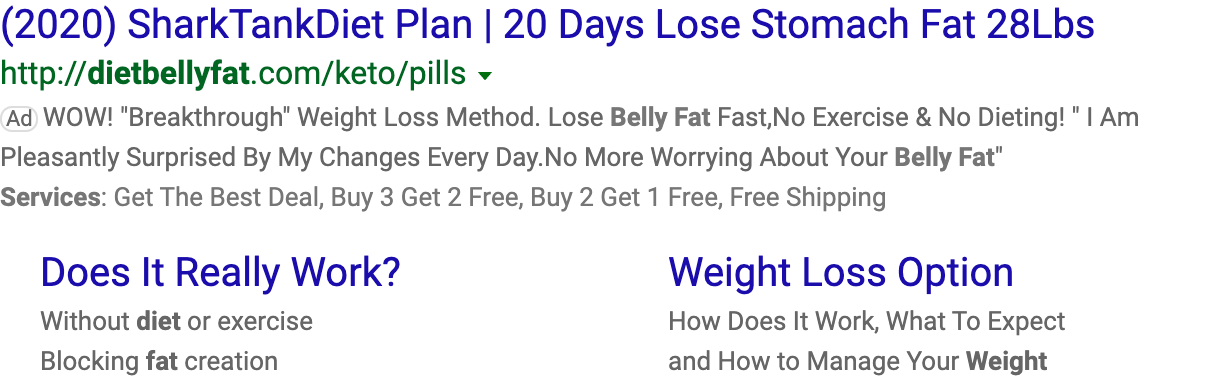 (2020) SharkTankDiet Plan | 20 Days Lose Stomach Fat 28Lbs
http://dietbellyfat.com/keto/pills
Ad WOW! "Breakthrough" Weight Loss Method. Lose Belly Fat Fast,No Exercise & No Dieting! " I Am
Pleasantly Surprised By My Changes Every Day.No More Worrying About Your Belly Fat"
Services: Get The Best Deal, Buy 3 Get 2 Free, Buy 2 Get 1 Free, Free Shipping
Does It Really Work?
Without diet or exercise
Blocking fat creation
Weight Loss Option
How Does It Work, What To Expect
and How to Manage Your Weight